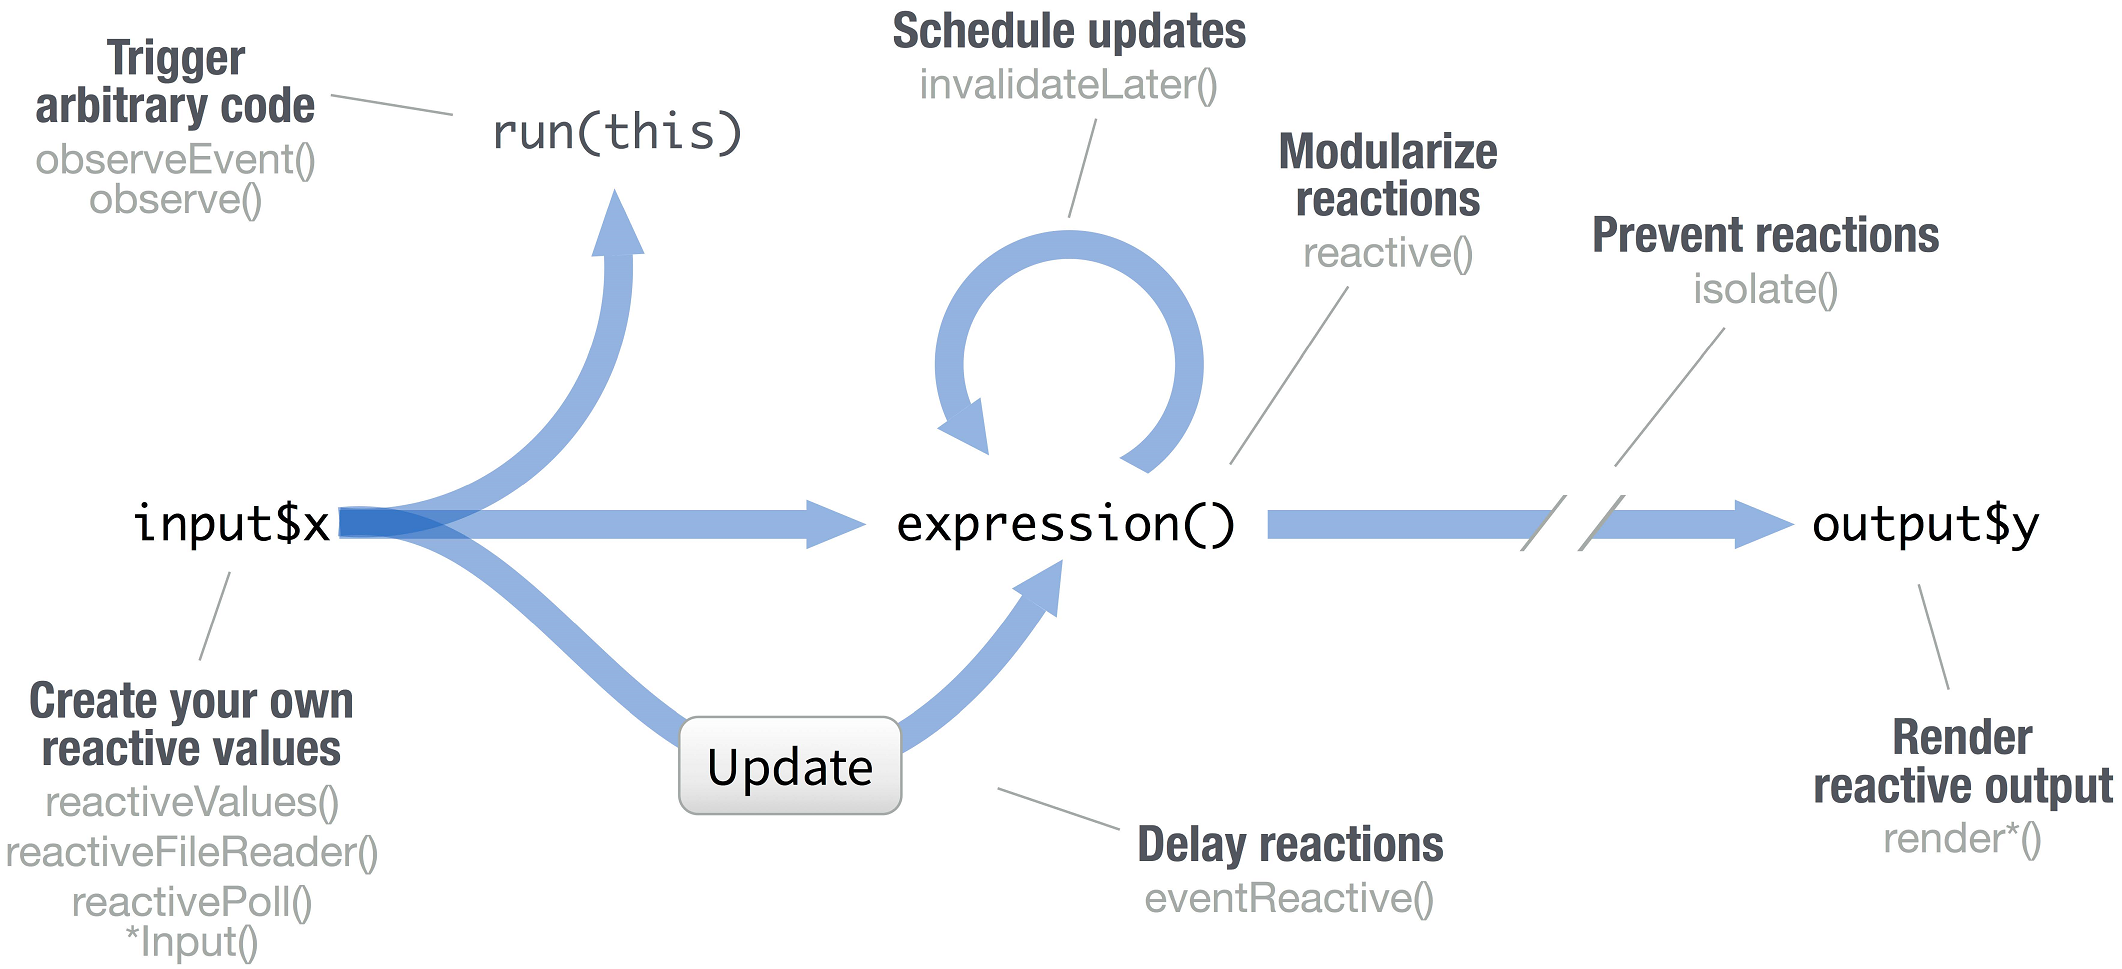 Trigger
arbitrary code
observeEvent()
observe()
run(this)
Schedule updates
invalidateLater()
Modularize
reactions
reactive()
Prevent reactions
isolate()
input$x
expression()
output$y
Create your own
reactive values
reactiveValues()
reactiveFileReader()
reactivePoll()
*Input()
Update
Delay reactions
eventReactive()
Render
reactive output
render*()